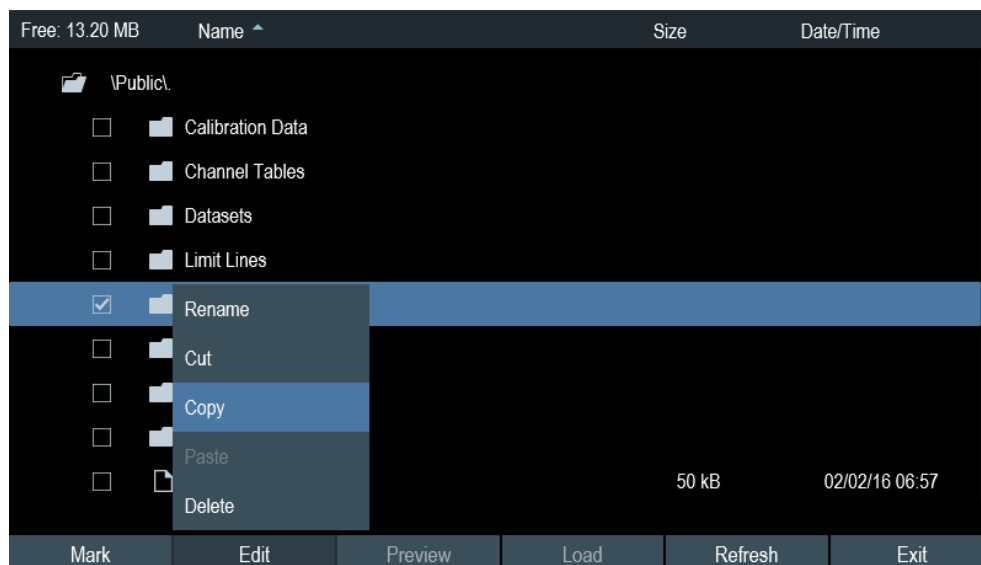 Free: 13.20 MB Name Size Date/Time
\Public\.
Calibration Data
Channel Tables
Datasets
Limit Lines
Rename
Cut
Copy
Paste
50 kB 02/02/16 06:57
Delete
Mark Edit Preview Load Refresh Exit